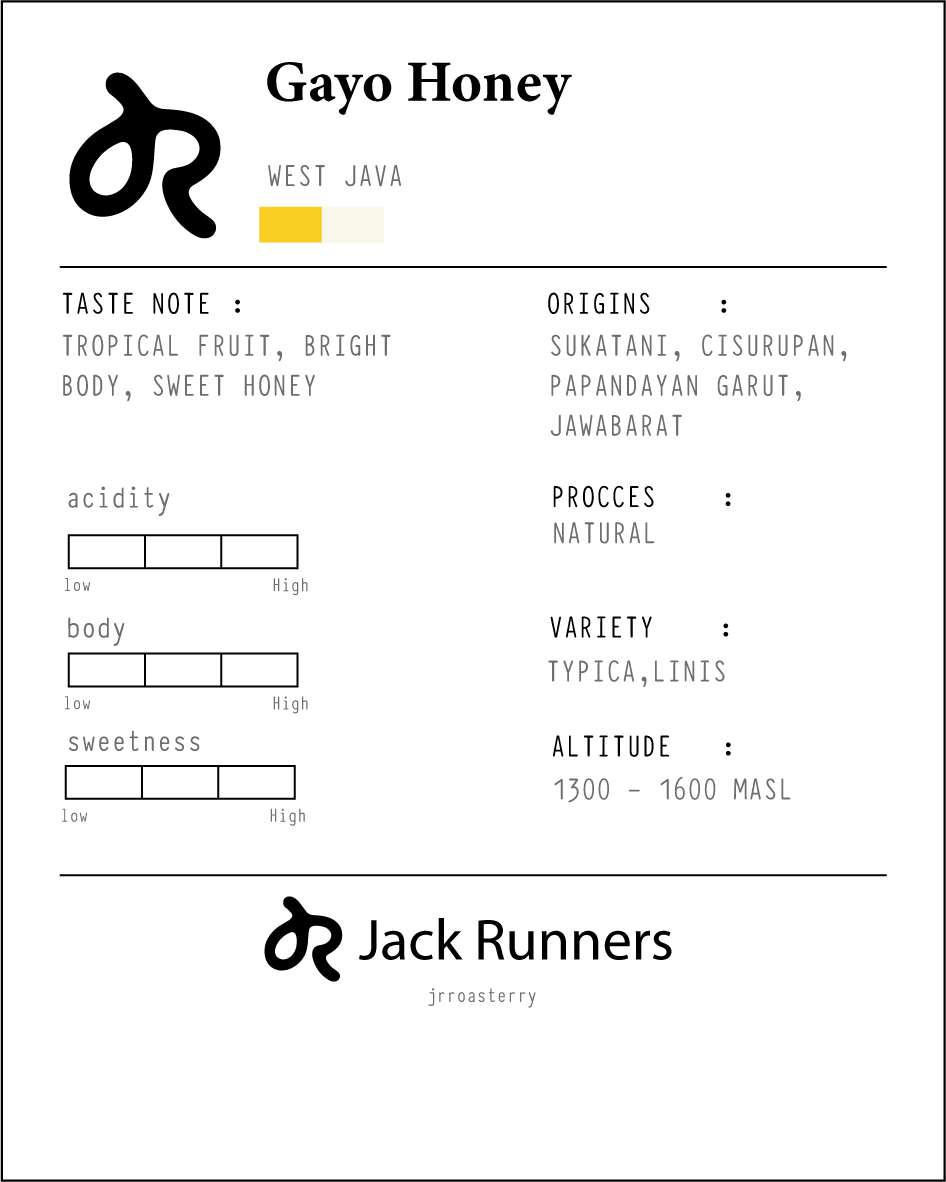 Gayo Honey
WEST JAVA
TASTE NOTE :
TROPICAL FRUIT, BRIGHT
BODY, SWEET HONEY
ORIGINS :
SUKATANI, CISURUPAN,
PAPANDAYAN GARUT,
JAWABARAT
acidity
low High
body
low High
sweetness
low High
PROCCES :
NATURAL
VARIETY :
TYPICA,LINIS
ALTITUDE :
1300 - 1600 MASL
Jack Runners
jrroasterry